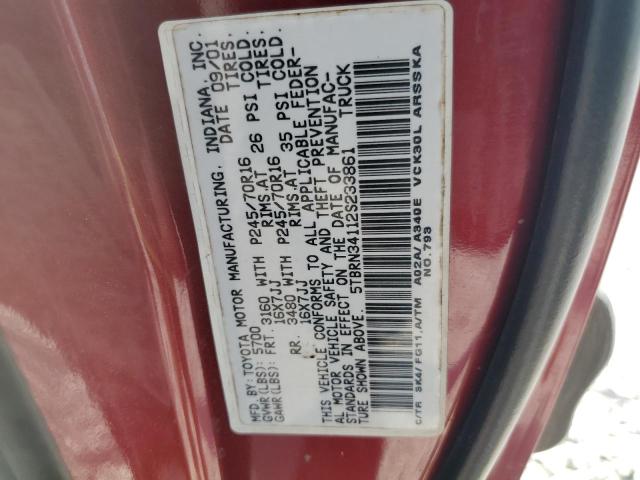 MFD BY: TOYOTA MOTOR MANUFACTURING, INDIANA, INC.
GVWR(LBS): 5700 DATE 09/01
GAWR(LBS): FRT. 3160 WITH P245/70R16 TIRES,
16X7JJ RIMS,AT 26 PSI COLD.
RR. 3480 WITH P245/70R16 TIRES,
16X7JJ RIMS,AT 35 PSI COLD.
THIS VEHICLE CONFORMS TO ALL APPLICABLE FEDER-
AL MOTOR VEHICLE SAFETY AND THEFT PREVENTION
STANDARDS IN EFFECT ON THE DATE OF MANUFAC-
TURE SHOWN ABOVE. 5TBRN34112S233861 TRUCK
C/TR 3K4/ FG11,A/TM A02A/ A340E VCK30L ARSSKA
NO.793